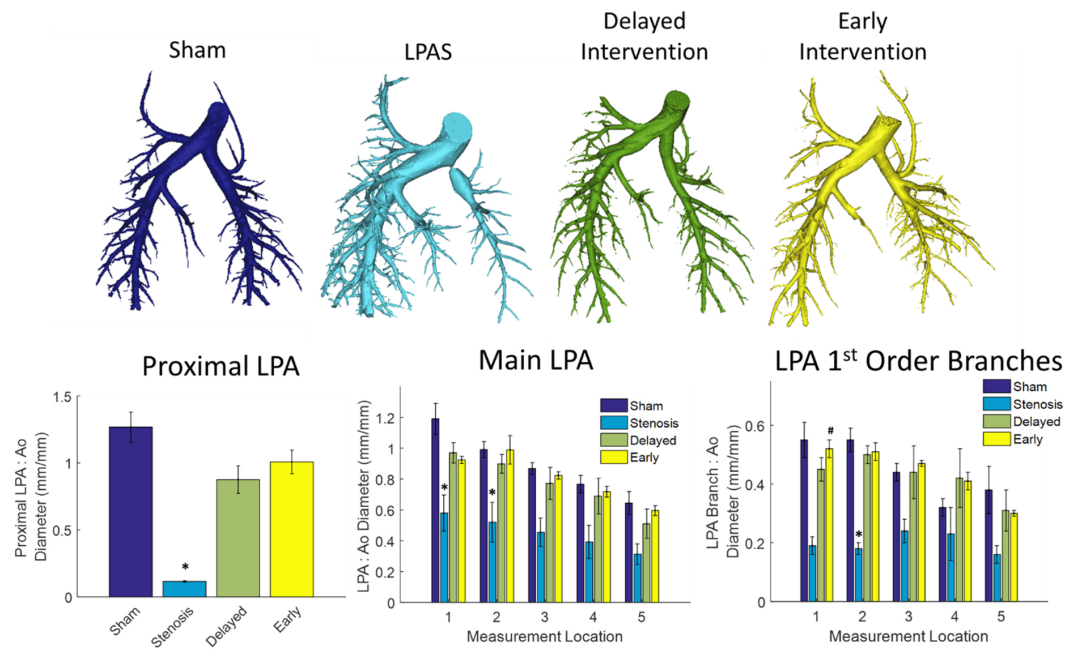 Sham
LPAS
Delayed
Intervention
Early
Intervention
Proximal LPA
Proximal LPA : Ao
Diameter (mm/mm)
1.5
1
0.5
0
*
Sham
Stenosis
Delayed
Early
Main LPA
LPA : Ao Diameter (mm/mm)
1.2
1
0.8
0.6
0.4
0.2
0
*
*
Sham
Stenosis
Delayed
Early
1 2 3 4 5
Measurement Location
LPA 1st Order Branches
LPA Branch : Ao
Diameter (mm/mm)
0.6
0.4
0.2
0
#
*
Sham
Stenosis
Delayed
Early
1 2 3 4 5
Measurement Location